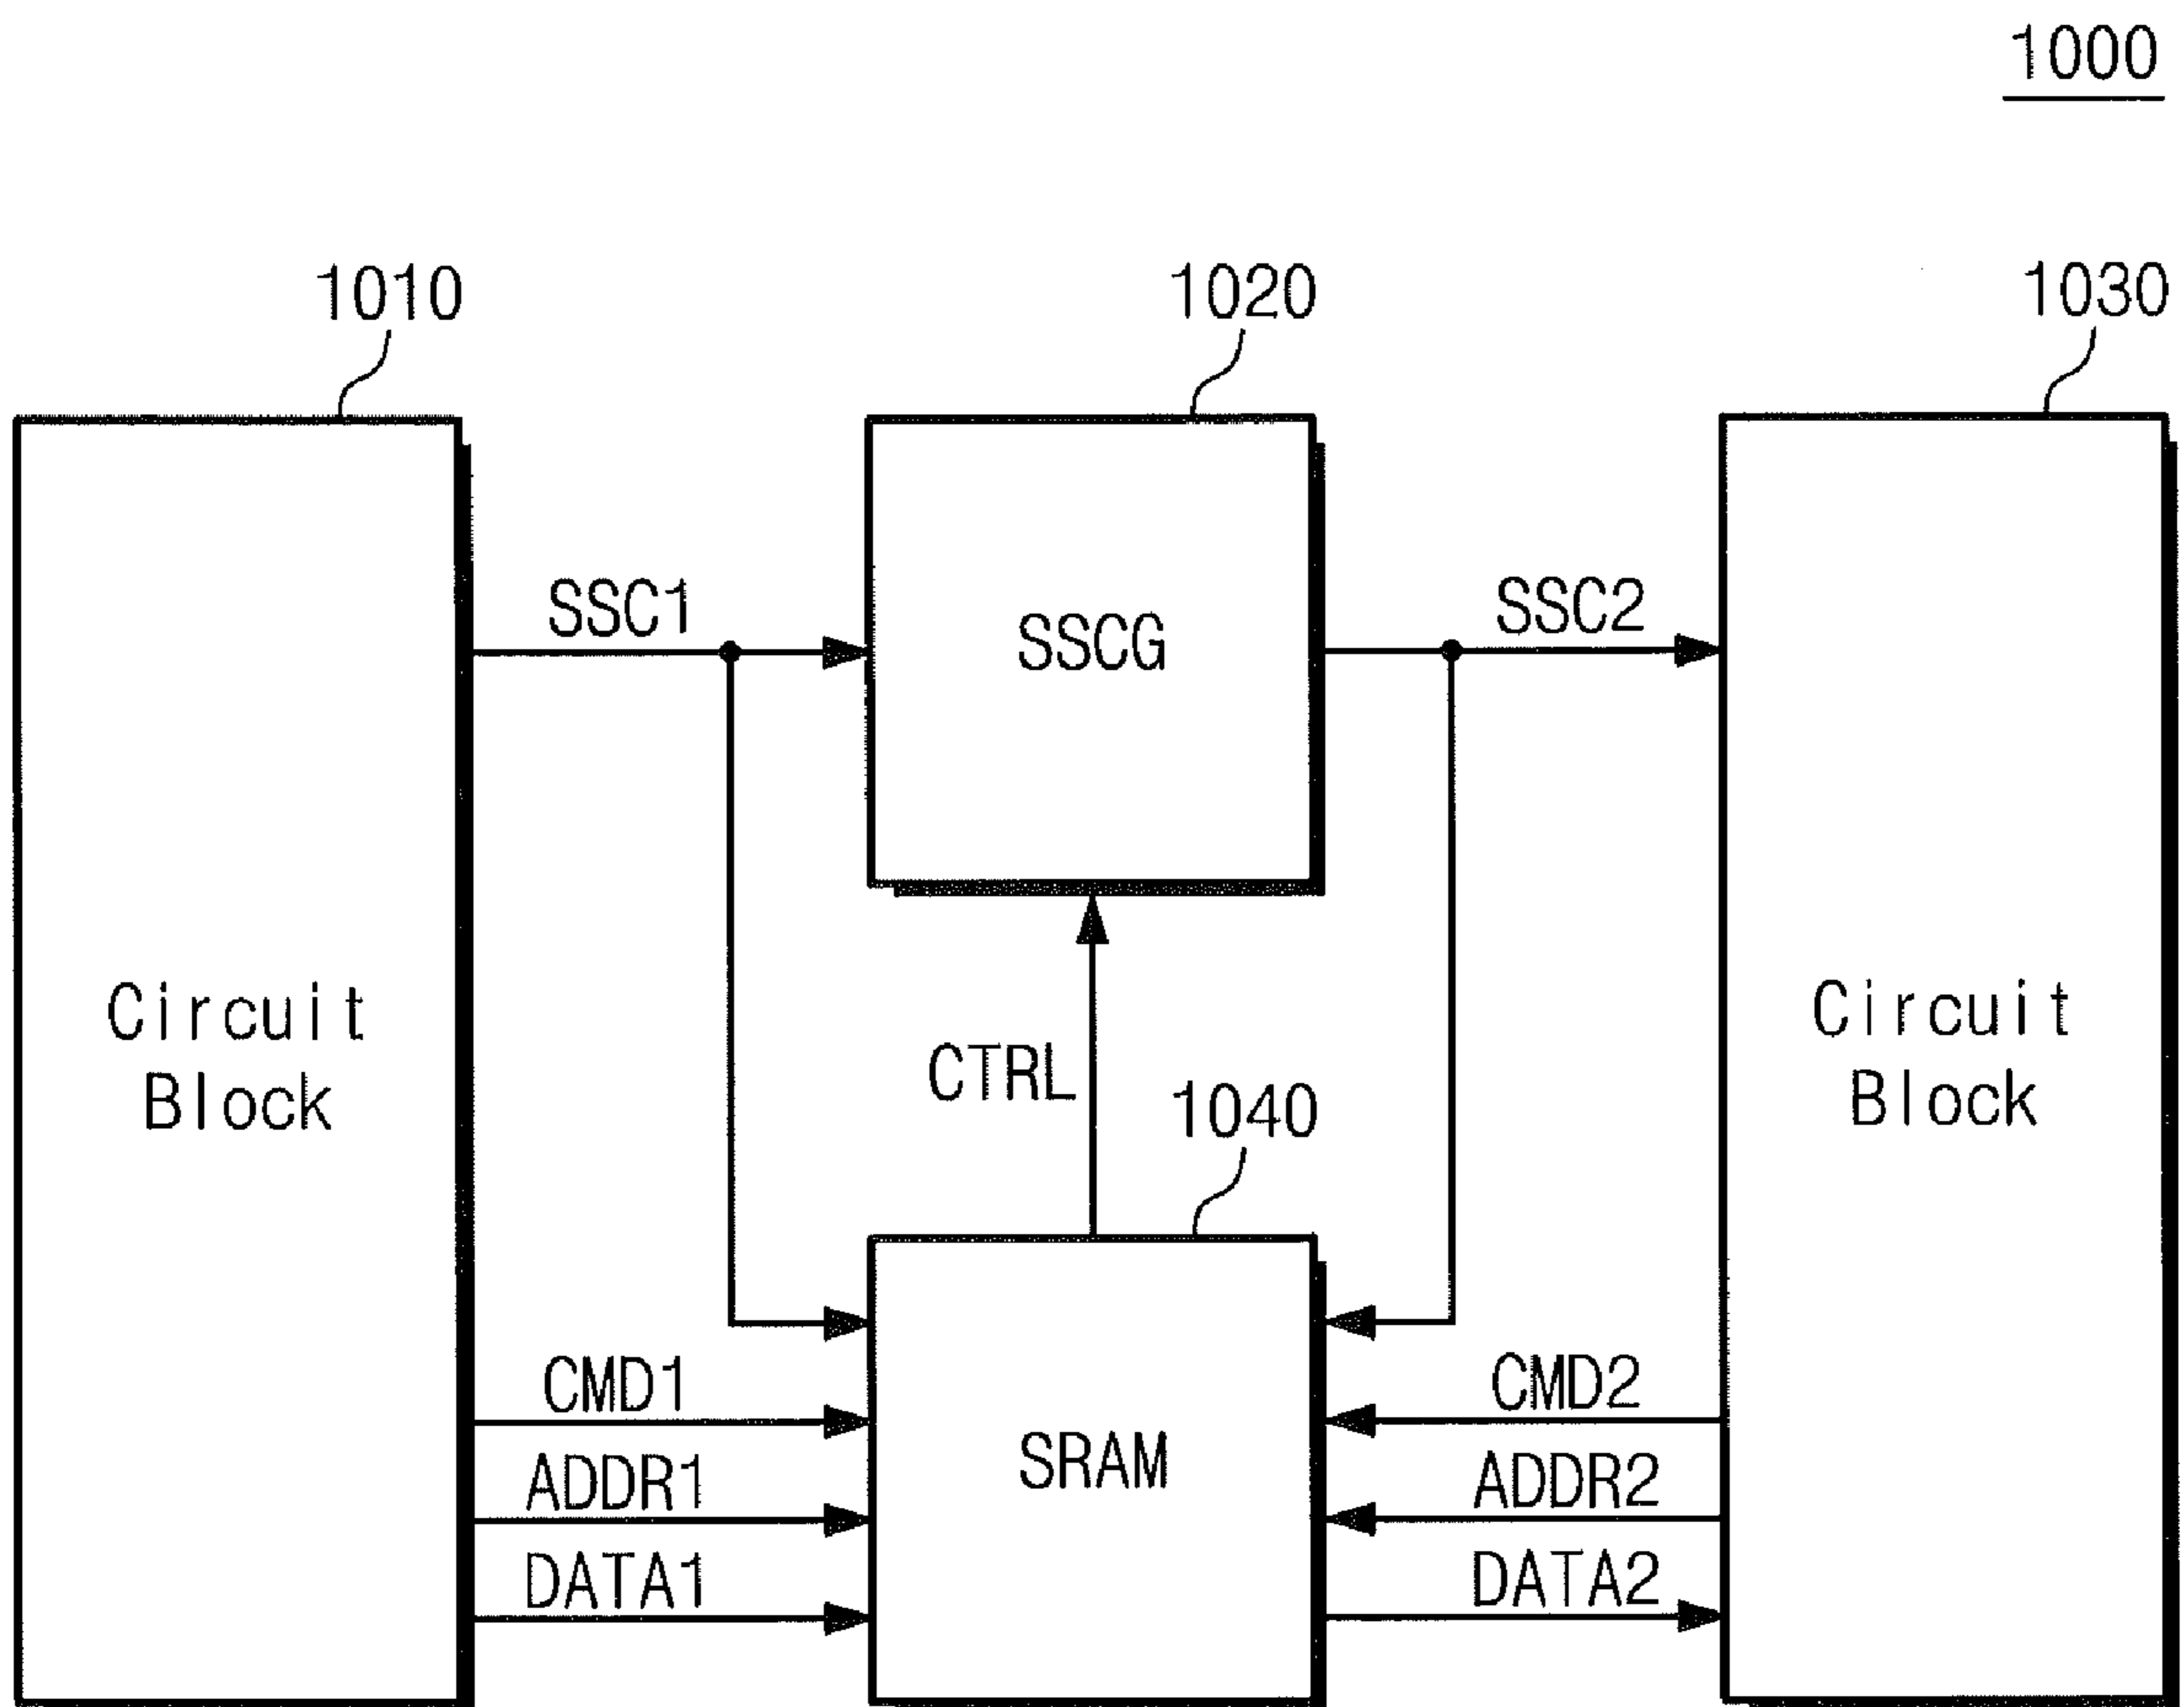 1000
1010
1020
1030
SSC1
SSCG
SSC2
Circuit
Block
CTRL
1040
Circuit
Block
CMD1
ADDR1
DATA1
SRAM
CMD2
ADDR2
DATA2